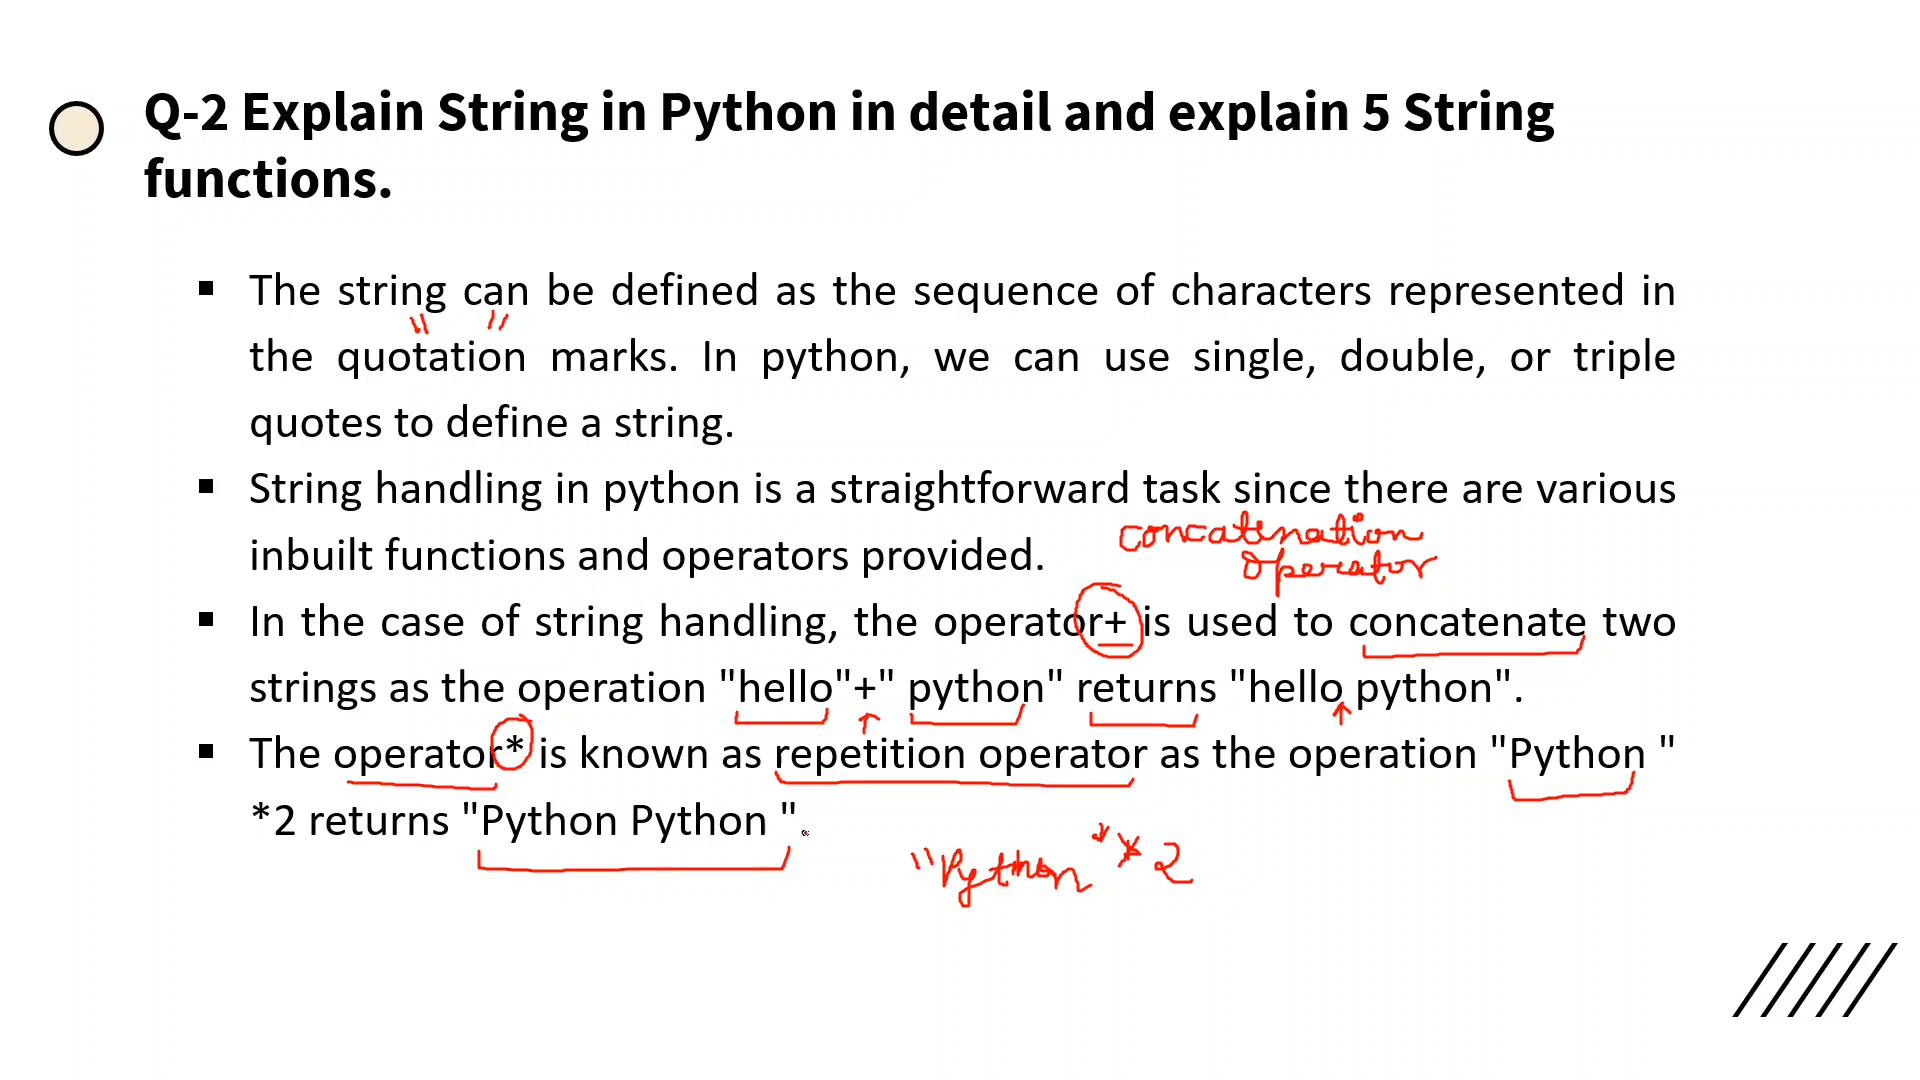 Q-2 Explain String in Python in detail and explain 5 String
functions.
▪ The string can be defined as the sequence of characters represented in
" "
the quotation marks. In python, we can use single, double, or triple
quotes to define a string.
▪ String handling in python is a straightforward task since there are various
concatenation
inbuilt functions and operators provided.
operator
▪ In the case of string handling, the operator+ is used to concatenate two
strings as the operation "hello"+" python" returns "hello python".
▪ The operator* is known as repetition operator as the operation "Python "
*2 returns "Python Python ".
"Python" * 2